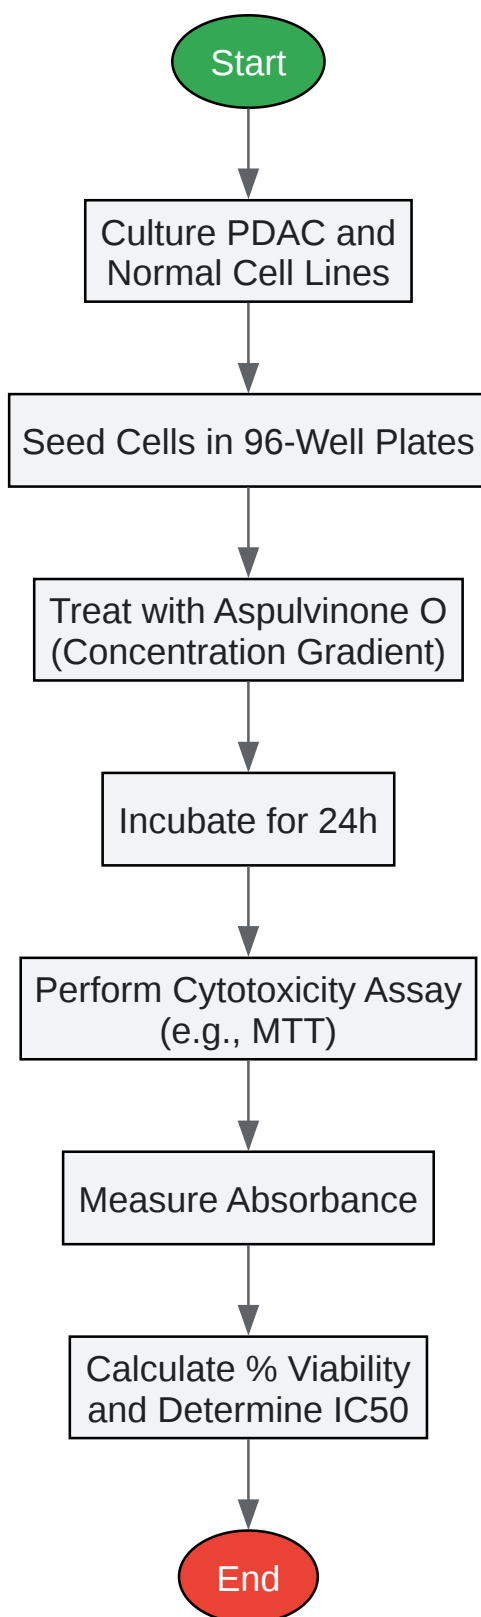 Start
Culture PDAC and
Normal Cell Lines
Seed Cells in 96-Well Plates
Treat with Aspulvinone O
(Concentration Gradient)
Incubate for 24h
Perform Cytotoxicity Assay
(e.g., MTT)
Measure Absorbance
Calculate % Viability
and Determine IC50
End